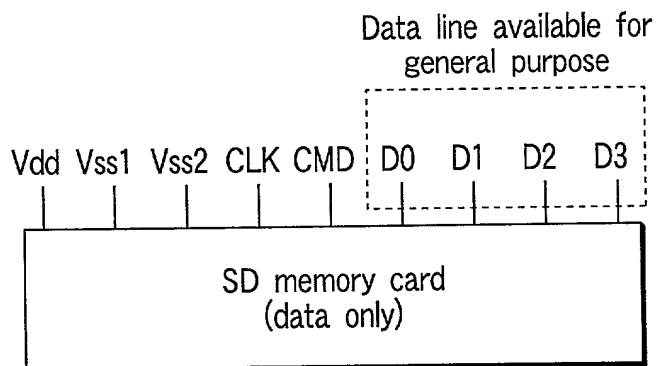 Data line available for
general purpose
Vdd Vss1 Vss2 CLK CMD D0 D1 D2 D3
SD memory card
(data only)